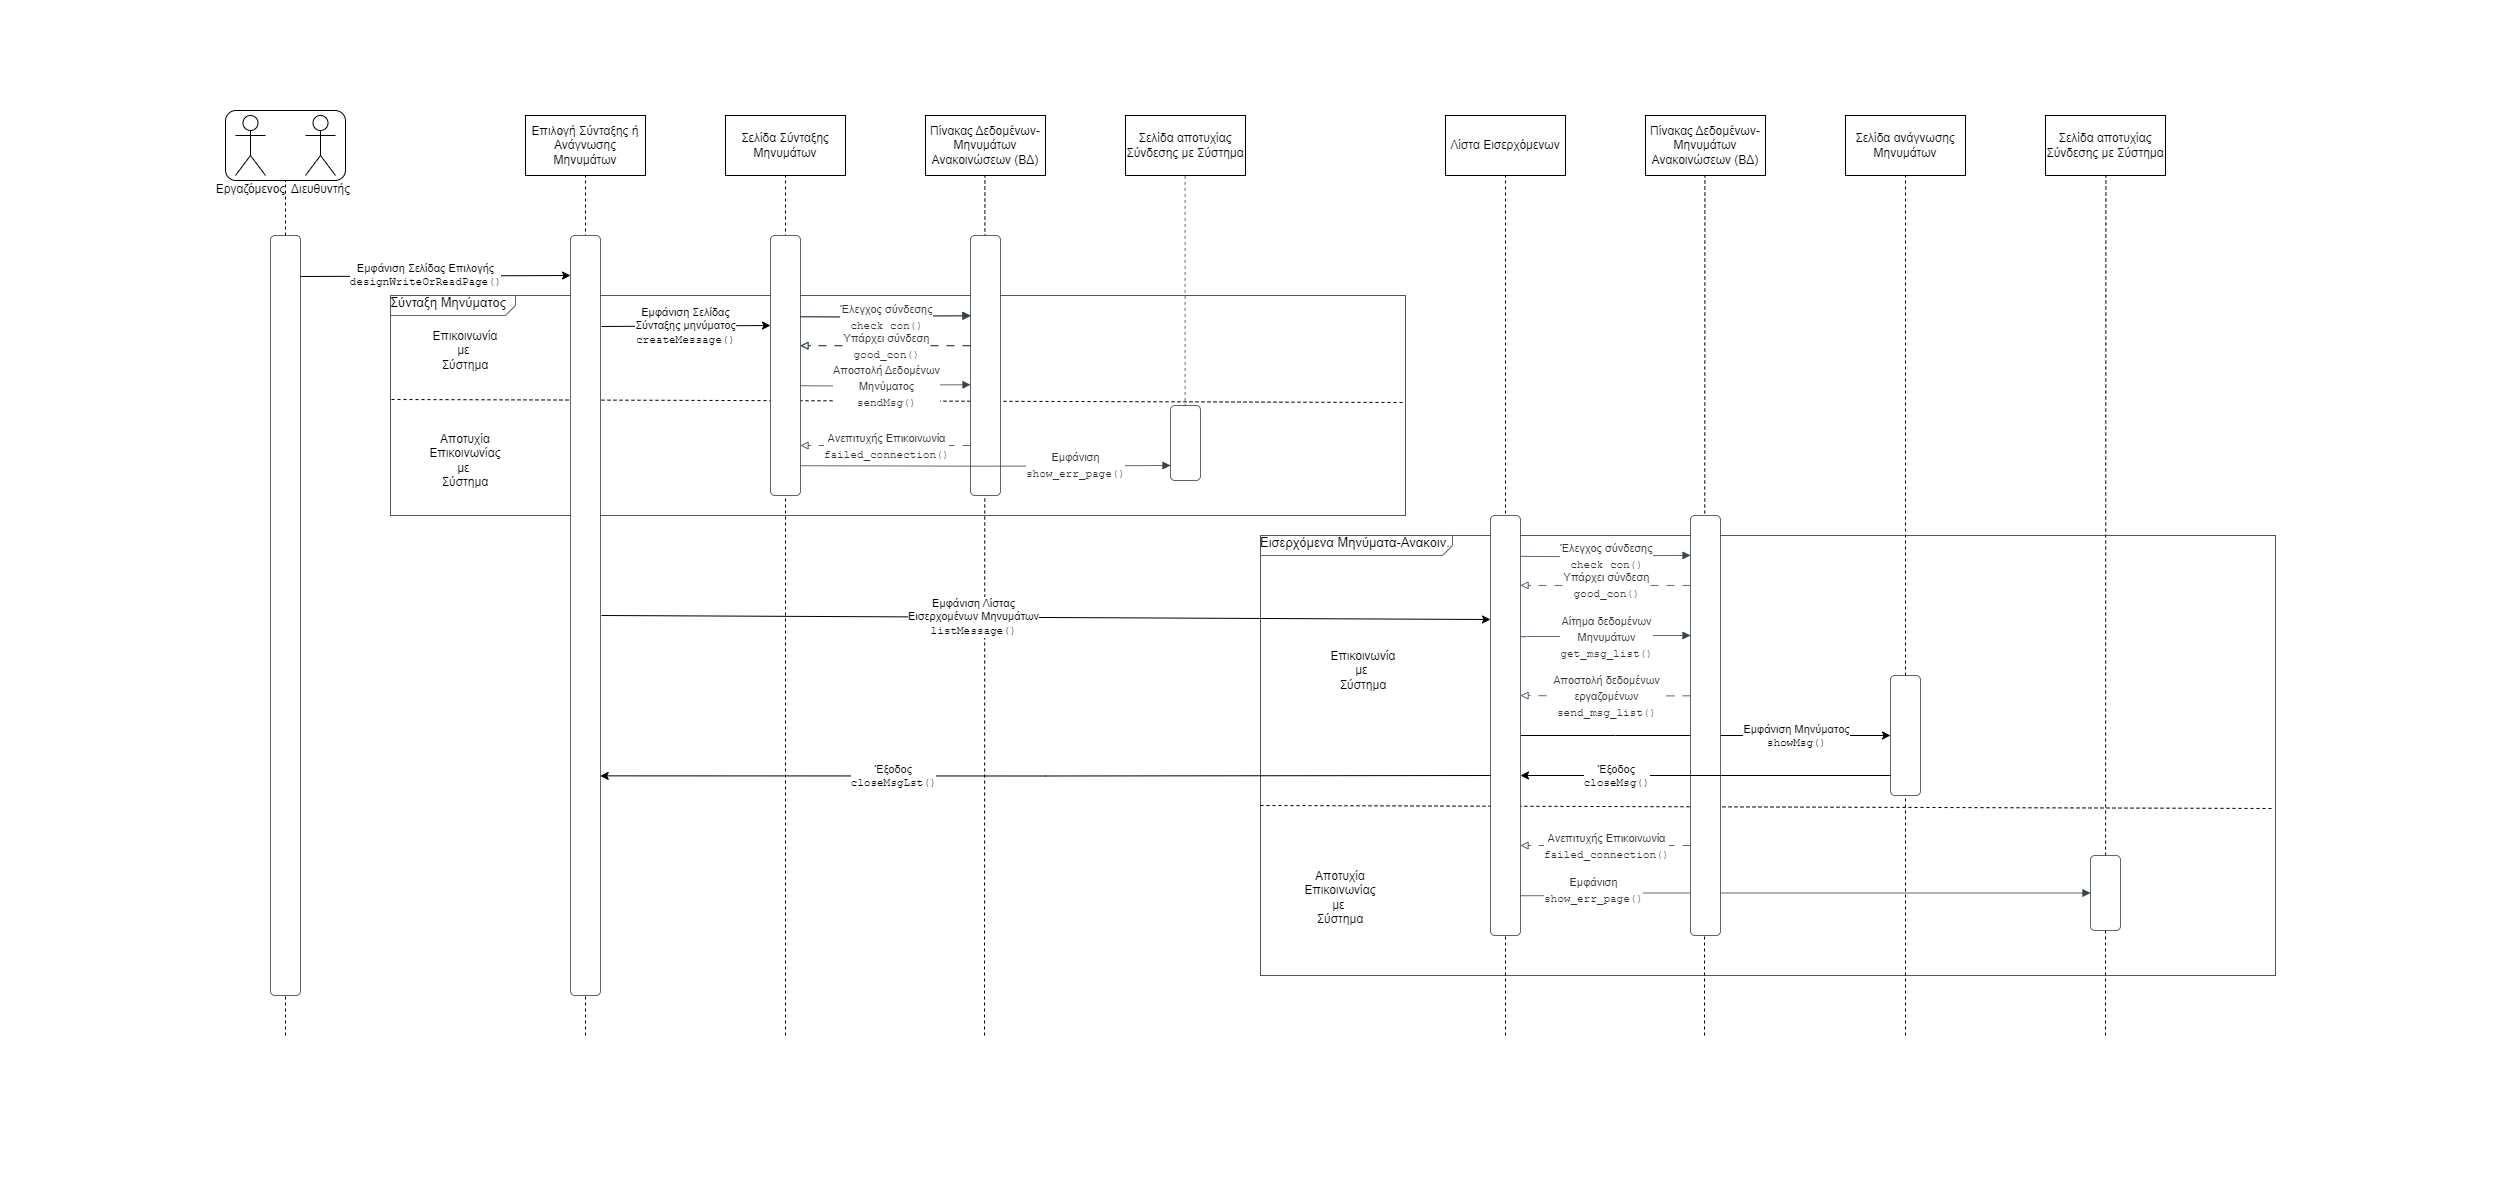 Εργαζόμενος Διευθυντής
Επιλογή Σύνταξης ή
Ανάγνωσης
Μηνυμάτων
Σελίδα Σύνταξης
Μηνυμάτων
Πίνακας Δεδομένων-
Μηνυμάτων
Ανακοινώσεων (ΒΔ)
Σελίδα αποτυχίας
Σύνδεσης με Σύστημα
Λίστα Εισερχόμενων
Πίνακας Δεδομένων-
Μηνυμάτων
Ανακοινώσεων (ΒΔ)
Σελίδα ανάγνωσης
Μηνυμάτων
Σελίδα αποτυχίας
Σύνδεσης με Σύστημα
Εμφάνιση Σελίδας Επιλογής
designWriteOrReadPage()
Σύνταξη Μηνύματος
Επικοινωνία
με
Σύστημα
Εμφάνιση Σελίδας
Σύνταξης μηνύματος
createMessage()
Έλεγχος σύνδεσης
check_con()
Υπάρχει σύνδεση
good_con()
Αποστολή Δεδομένων
Μηνύματος
sendMsg()
Αποτυχία
Επικοινωνίας
με
Σύστημα
Ανεπιτυχής Επικοινωνία
failed_connection()
Εμφάνιση
show_err_page()
Εισερχόμενα Μηνύματα-Ανακοιν.
Έλεγχος σύνδεσης
check_con()
Υπάρχει σύνδεση
good_con()
Εμφάνιση Λίστας
Εισερχομένων Μηνυμάτων
listMessage()
Αίτημα δεδομένων
Μηνυμάτων
get_msg_list()
Επικοινωνία
με
Σύστημα
Αποστολή δεδομένων
εργαζομένων
send_msg_list()
Εμφάνιση Μηνύματος
showMsg()
Έξοδος
closeMsgLst()
Έξοδος
closeMsg()
Ανεπιτυχής Επικοινωνία
failed_connection()
Αποτυχία
Επικοινωνίας
με
Σύστημα
Εμφάνιση
show_err_page()